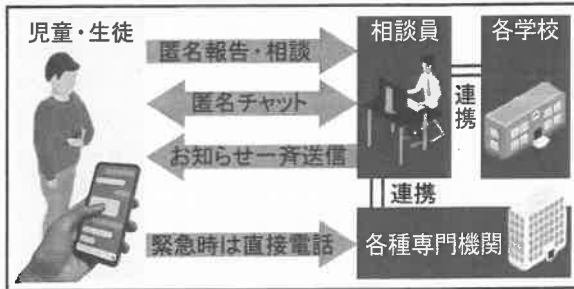 児童・生徒
相談員
各学校
匿名報告・相談
匿名チャット
連携
お知らせ一斉送信
連携
緊急時は直接電話
各種専門機関